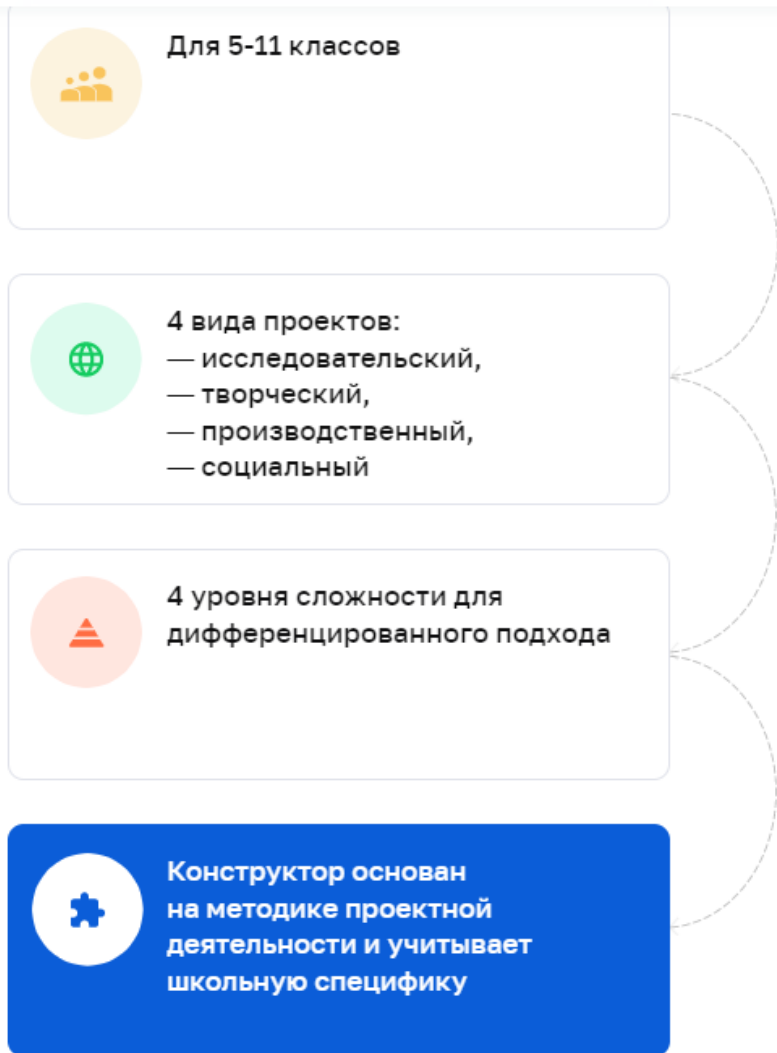 Для 5-11 классов
4 вида проектов:
— исследовательский,
— творческий,
— производственный,
— социальный
4 уровня сложности для
дифференцированного подхода
Конструктор основан
на методике проектной
деятельности и учитывает
школьную специфику